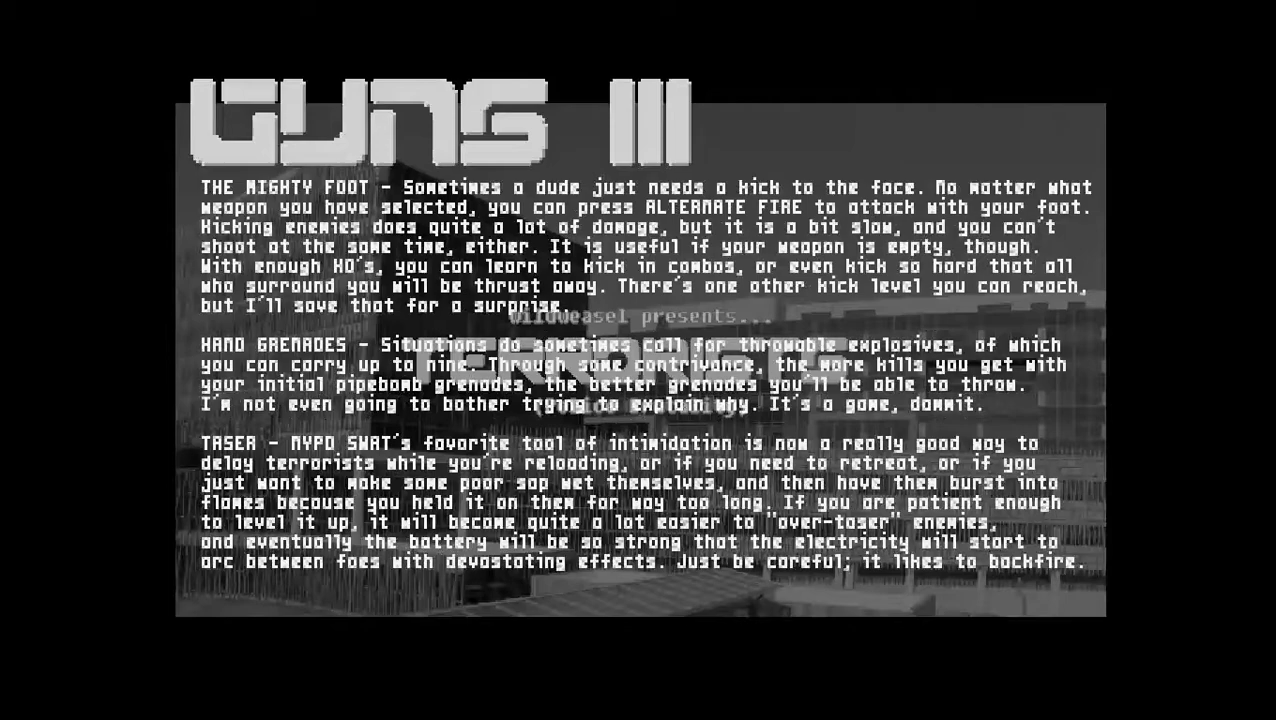 GUNS III
THE MIGHTY FOOT - Sometimes a dude just needs a kick to the face. No matter what
weapon you have selected, you can press ALTERNATE FIRE to attack with your foot.
Kicking enemies does quite a lot of damage, but it is a bit slow, and you can't
shoot at the same time, either. It is useful if your weapon is empty, though.
With enough KO's, you can learn to kick in combos, or even kick so hard that all
who surround you will be thrust away. There's one other kick level you can reach,
but I'll save that for a surprise.
wildweasel presents...
HAND GRENADES - Situations do sometimes call for throwable explosives, of which
you can carry up to nine. Through some contrivance, the more kills you get with
TERRORISTS
your initial pipebomb grenades, the better grenades you'll be able to throw.
I'm not even going to bother trying to explain why. It's a game, dammit.
TASER - NYPD SWAT's favorite tool of intimidation is now a really good way to
delay terrorists while you're reloading, or if you need to retreat, or if you
just want to make some poor sap wet themselves, and then have them burst into
flames because you held it on them for way too long. If you are patient enough
to level it up, it will become quite a lot easier to "over-taser" enemies,
and eventually the battery will be so strong that the electricity will start to
arc between foes with devastating effects. Just be careful; it likes to backfire.